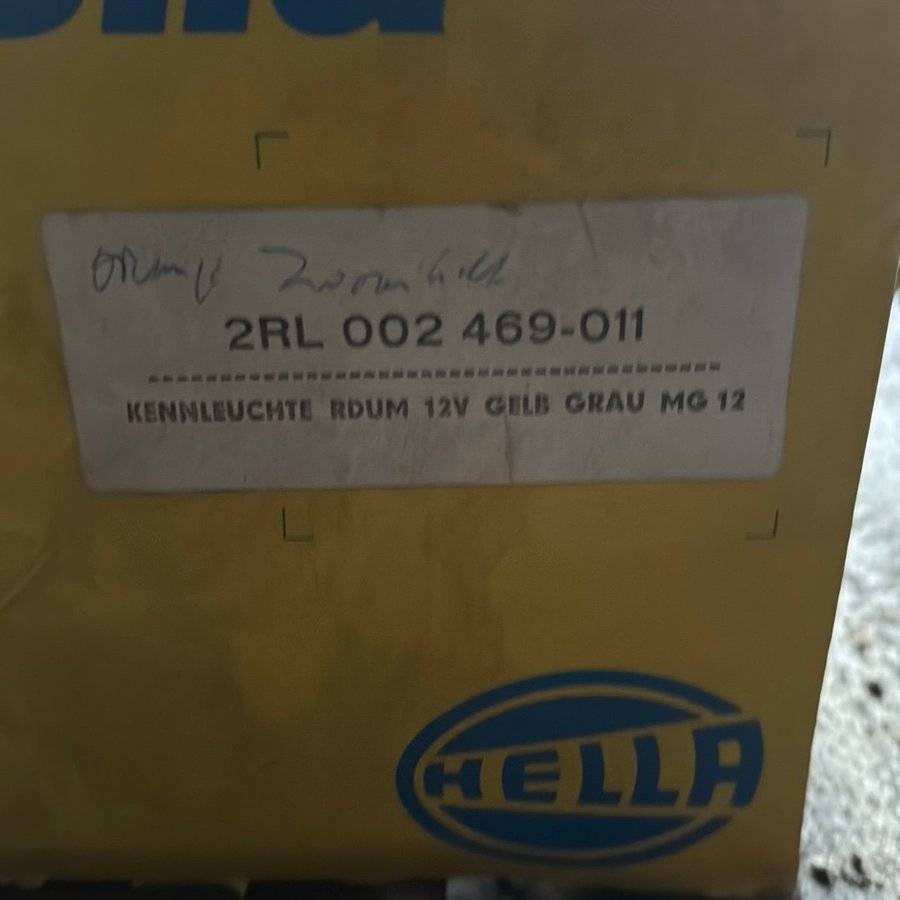 2RL 002 469-011
KENNLEUCHTE RDUM 12V GELB GRAU MG 12
HELLA